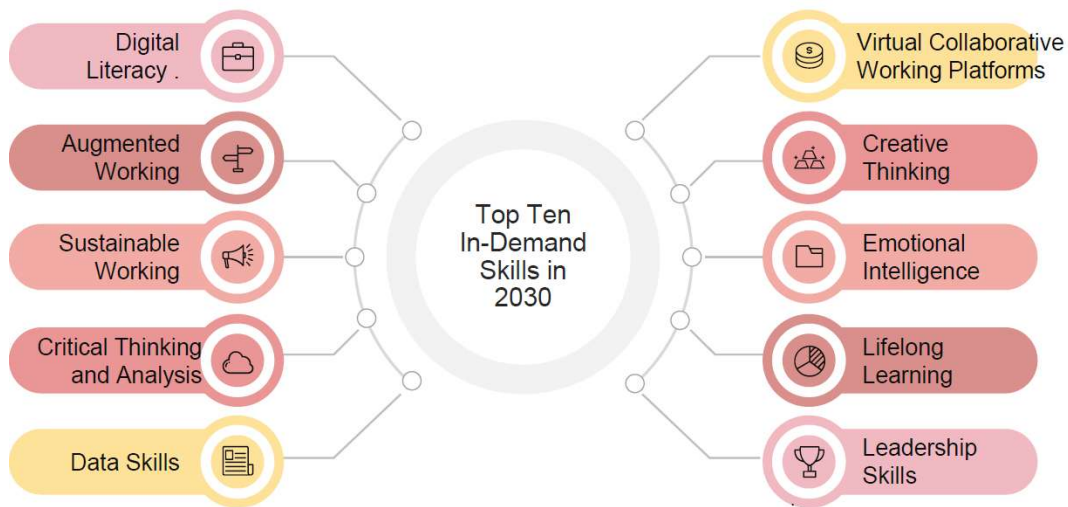 Digital
Literacy .
Augmented
Working
Sustainable
Working
Critical Thinking
and Analysis
Data Skills
Top Ten
In-Demand
Skills in
2030
Virtual Collaborative
Working Platforms
Creative
Thinking
Emotional
Intelligence
Lifelong
Learning
Leadership
Skills